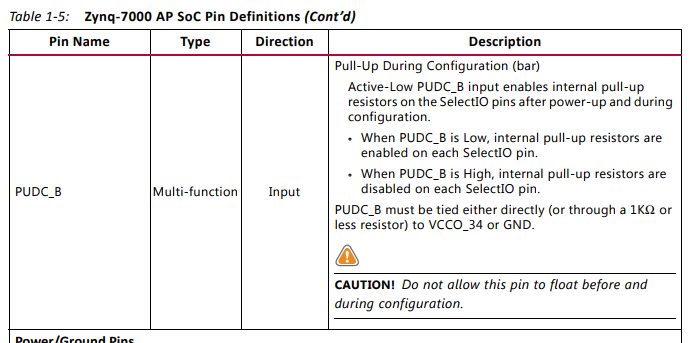 Table 1-5: Zynq-7000 AP SoC Pin Definitions (Cont’d)
Pin Name Type Direction Description
Pull-Up During Configuration (bar)
Active-Low PUDC_B input enables internal pull-up
resistors on the SelectIO pins after power-up and during
configuration.
• When PUDC_B is Low, internal pull-up resistors are
enabled on each SelectIO pin.
• When PUDC_B is High, internal pull-up resistors are
disabled on each SelectIO pin.
PUDC_B Multi-function Input
PUDC_B must be tied either directly (or through a 1KΩ or
less resistor) to VCCO_34 or GND.
CAUTION! Do not allow this pin to float before and
during configuration.
Power/Ground Pins